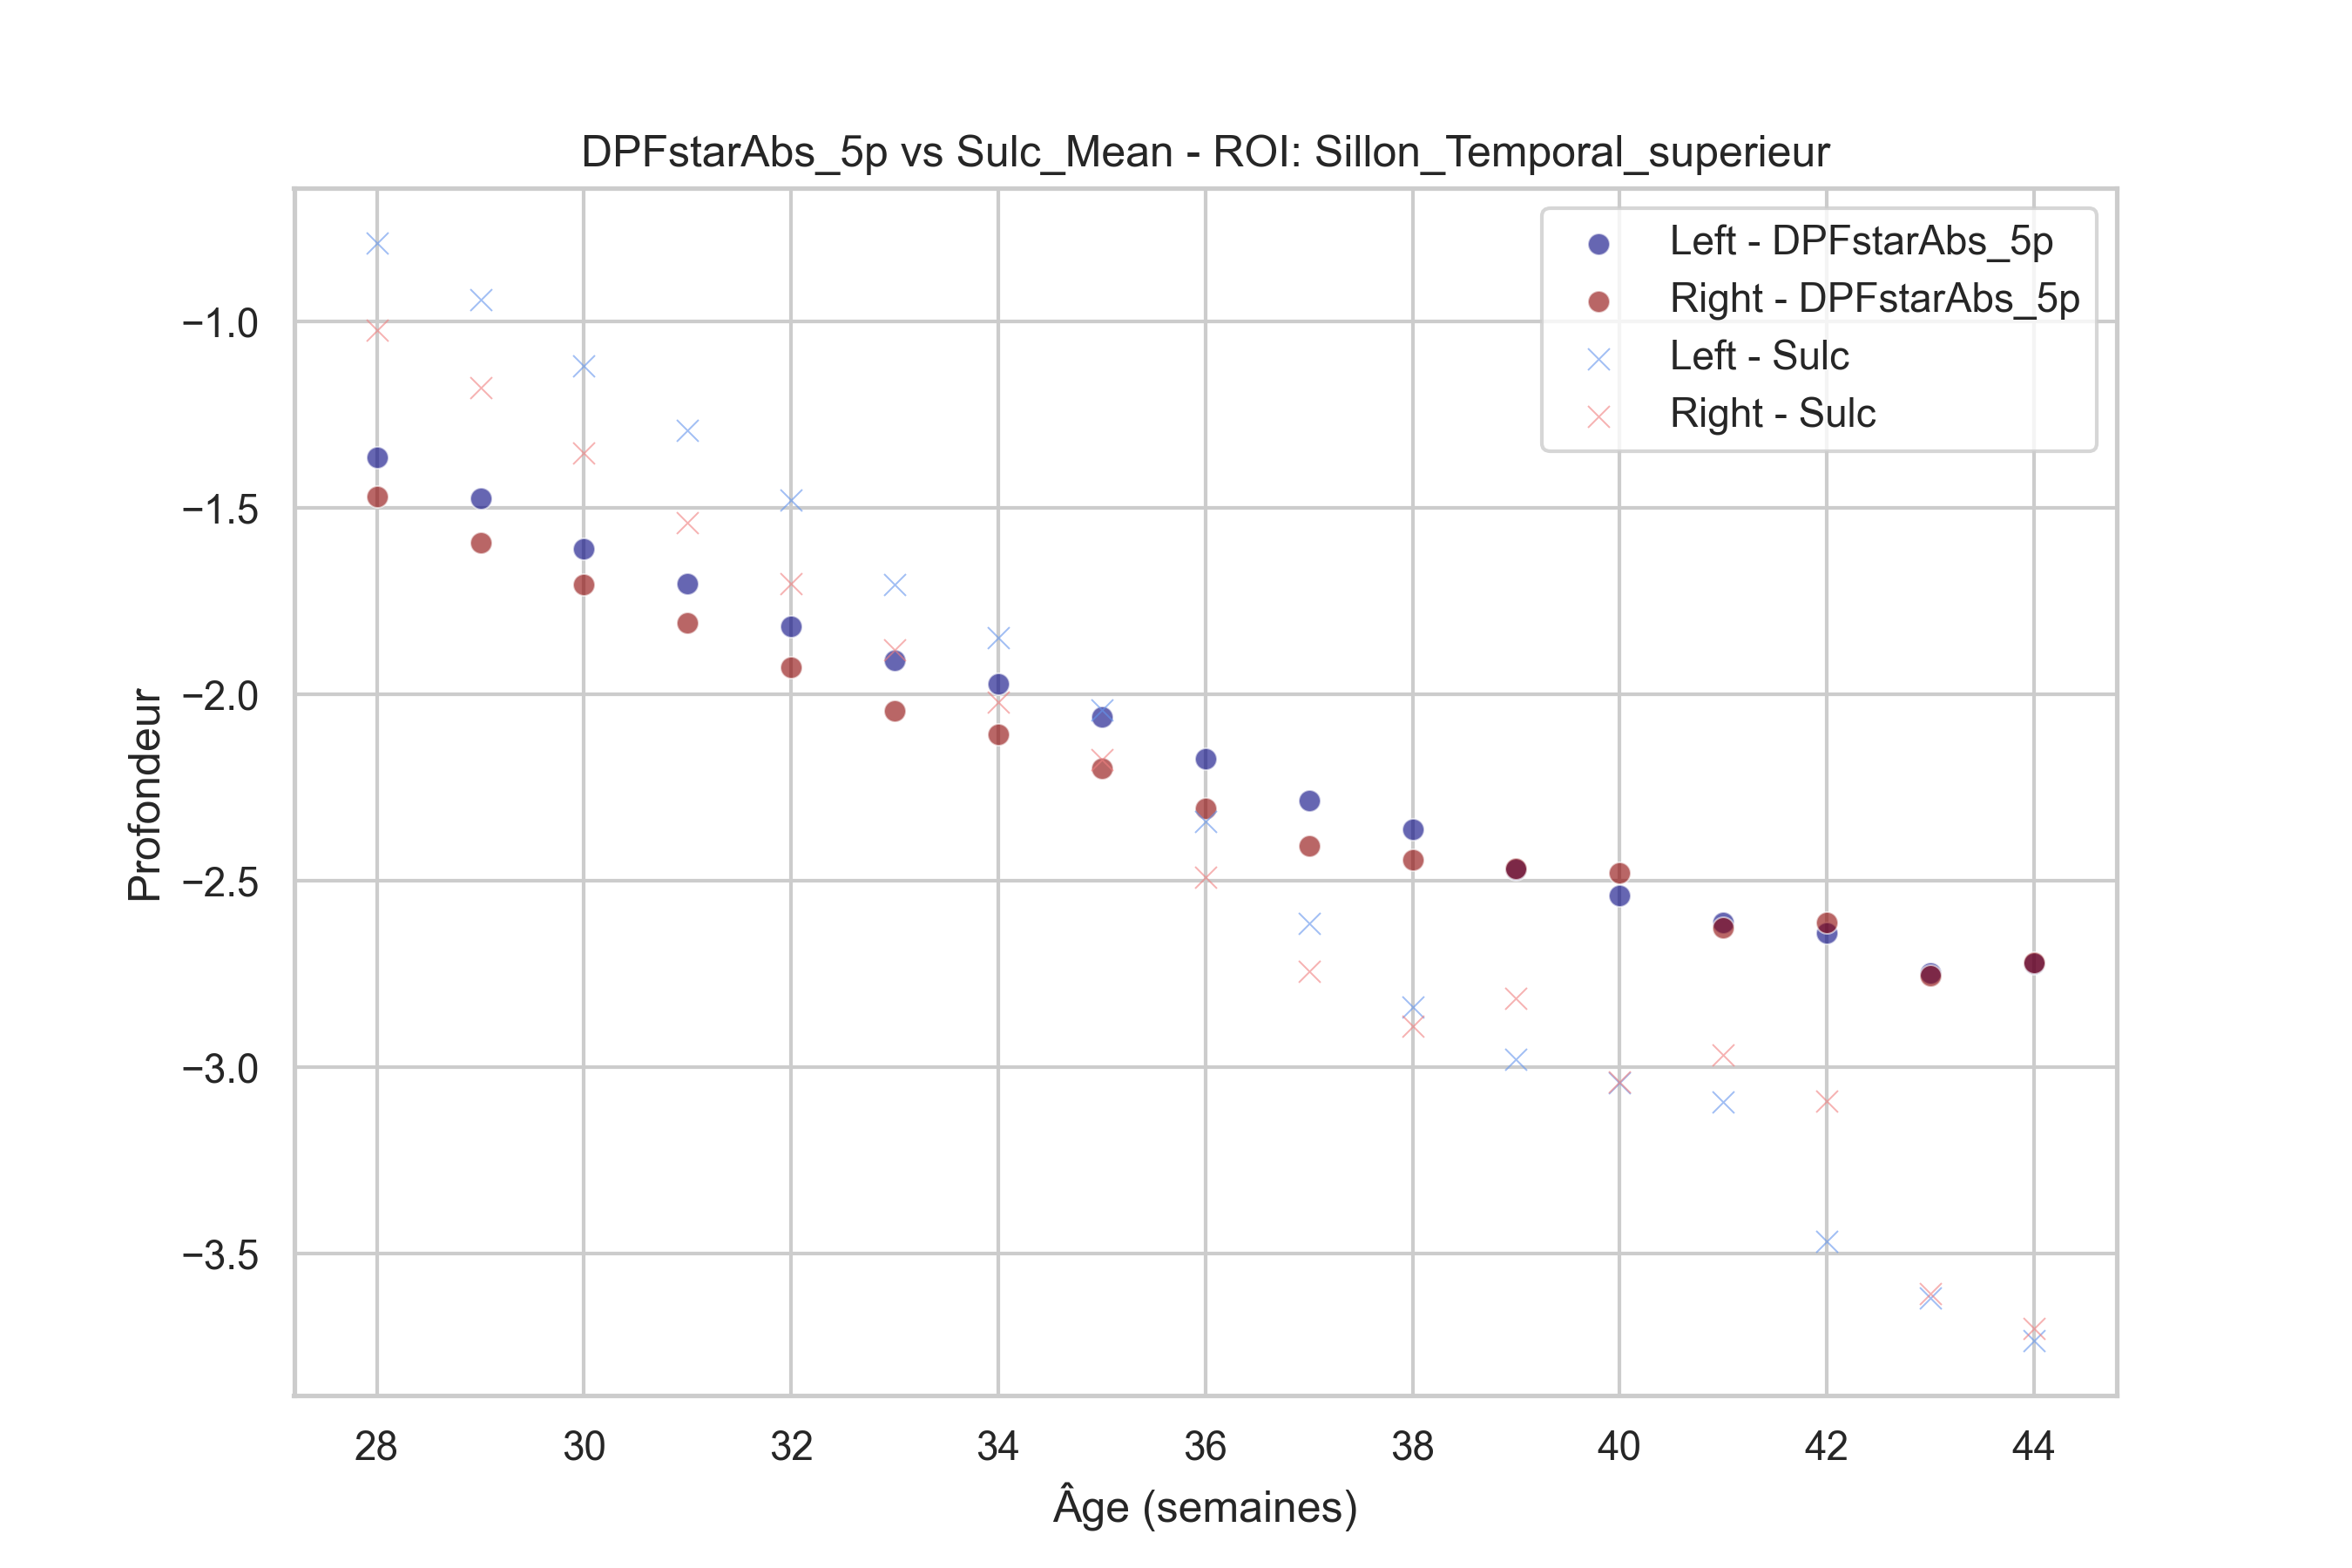 DPFstarAbs_5p vs Sulc_Mean - ROI: Sillon_Temporal_superieur
Left - DPFstarAbs_5p
Right - DPFstarAbs_5p
Left - Sulc
Right - Sulc
Profondeur
−1.0
−1.5
−2.0
−2.5
−3.0
−3.5
28 30 32 34 36 38 40 42 44
Âge (semaines)